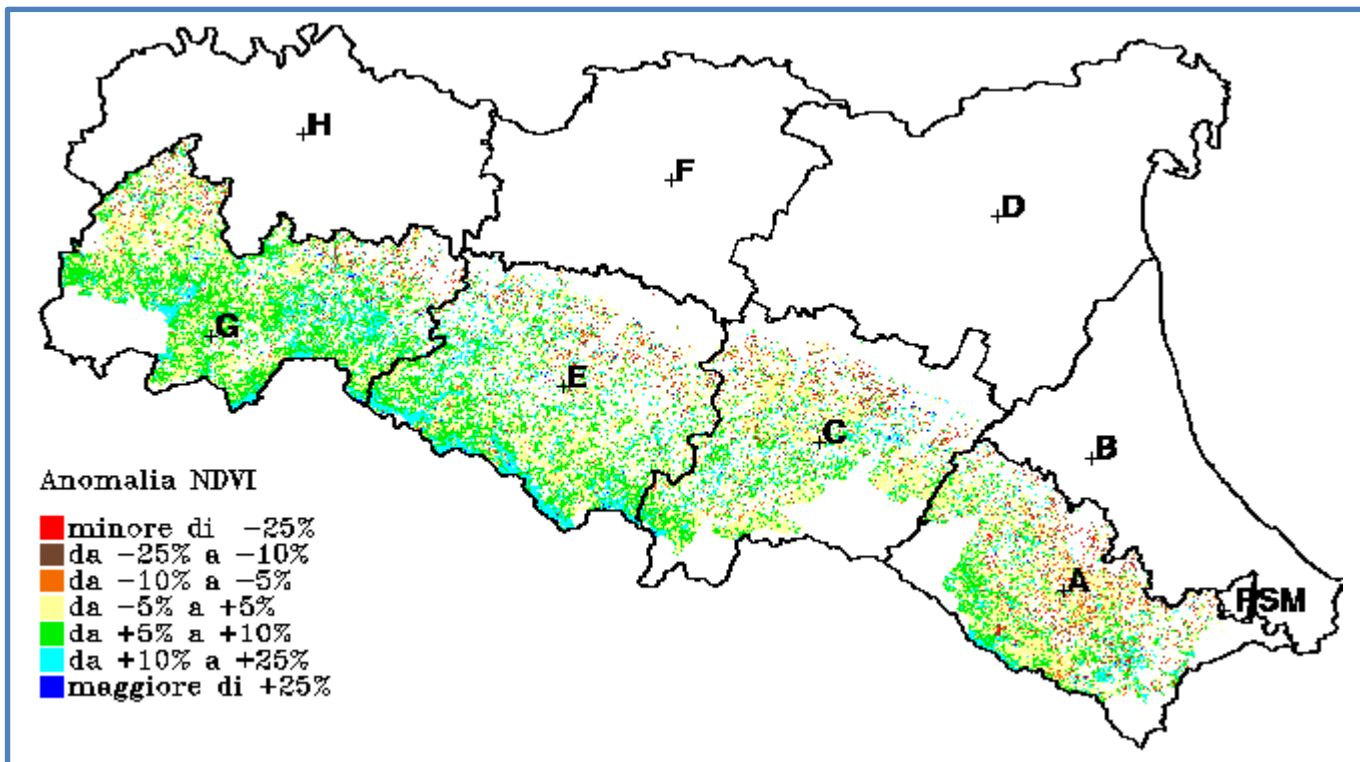 H
F
D
G
E
C
B
A
RSM
Anomalia NDVI
minore di -25%
da -25% a -10%
da -10% a -5%
da -5% a +5%
da +5% a +10%
da +10% a +25%
maggiore di +25%